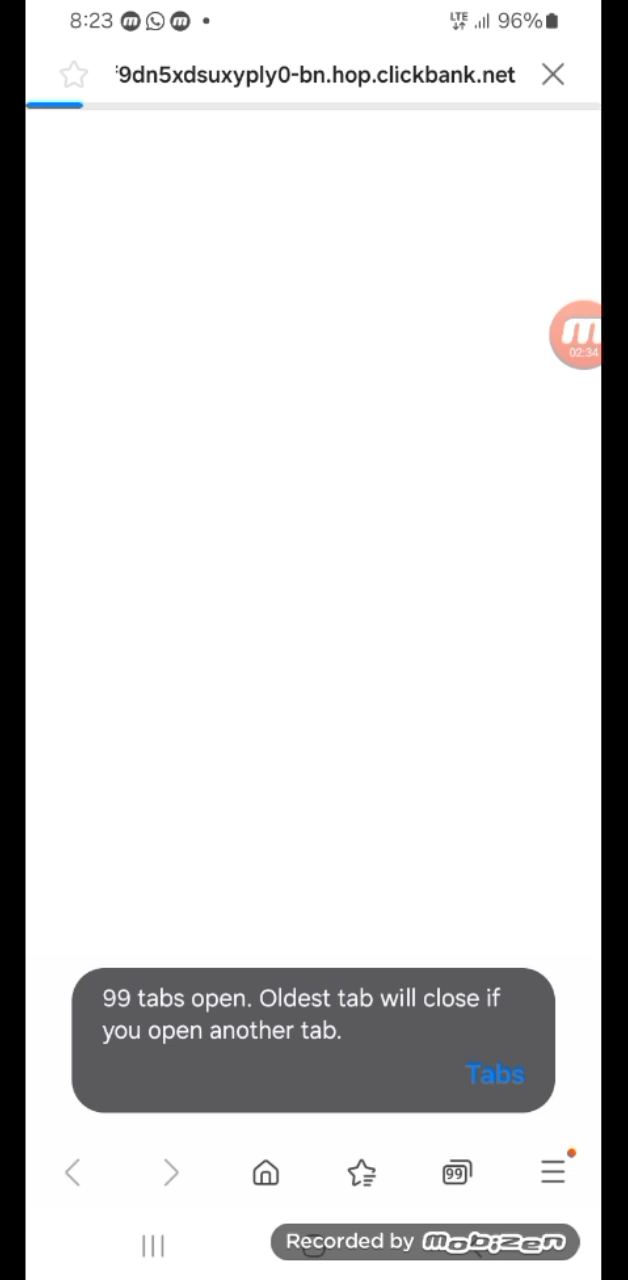 8:23
LTE
96%
9dn5xdsuxyply0-bn.hop.clickbank.net
02:34
99 tabs open. Oldest tab will close if
you open another tab.
Tabs
99
Recorded by mobizen